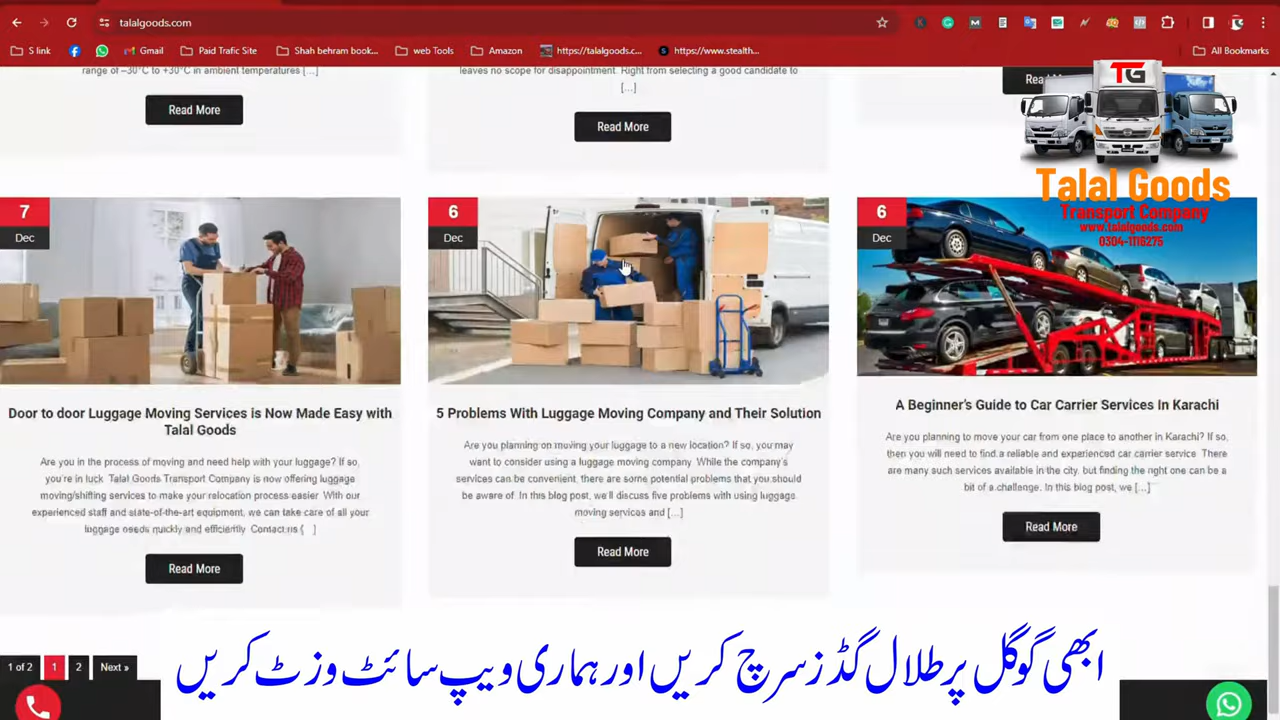 talalgoods.com
S link
Gmail
Paid Trafic Site
Shah behram book...
web Tools
Amazon
https://talalgoods.c...
https://www.stealth...
All Bookmarks
range of –30°C to +30°C in ambient temperatures [...]
Read More
leaves no scope for disappointment. Right from selecting a good candidate to
[...]
Read More
TG
Talal Goods
Transport Company
www.talalgoods.com
0304-1116275
7
Dec
Door to door Luggage Moving Services is Now Made Easy with
Talal Goods
Are you in the process of moving and need help with your luggage? If so,
you're in luck. Talal Goods Transport Company is now offering luggage
moving/shifting services to make your relocation process easier. With our
experienced staff and state-of-the-art equipment, we can take care of all your
luggage needs quickly and efficiently. Contact us [...]
Read More
6
Dec
5 Problems With Luggage Moving Company and Their Solution
Are you planning on moving your luggage to a new location? If so, you may
want to consider using a luggage moving company. While the company's
services can be convenient, there are some potential problems that you should
be aware of. In this blog post, we'll discuss five problems with using luggage
moving services and [...]
Read More
6
Dec
A Beginner's Guide to Car Carrier Services In Karachi
Are you planning to move your car from one place to another in Karachi? If so,
then you will need to find a reliable and experienced car carrier service. There
are many such services available in the city, but finding the right one can be a
bit of a challenge. In this blog post, we [...]
Read More
1 of 2
1
2
Next »
ابھی گوگل پر طلال گڈز سرچ کریں اور ہماری ویب سائٹ وزٹ کریں